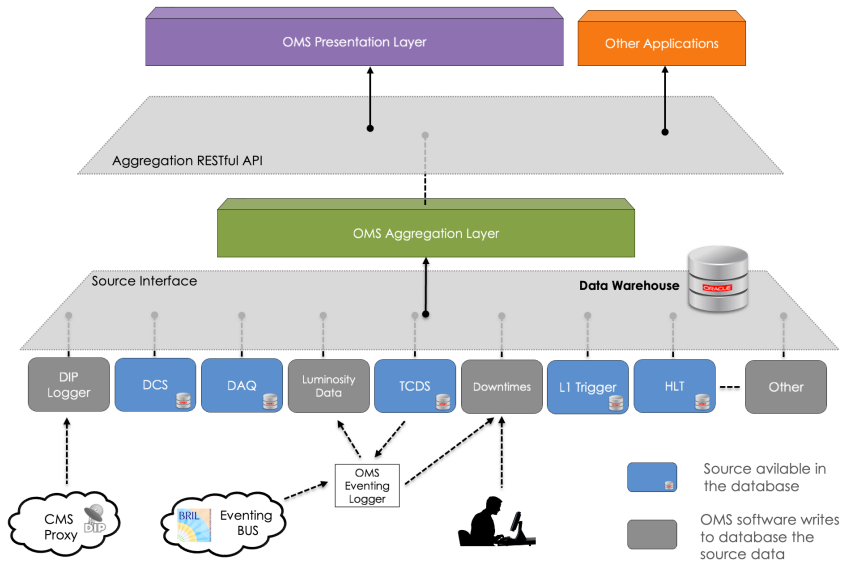 OMS Presentation Layer
Other Applications
Aggregation RESTful API
OMS Aggregation Layer
Source Interface
Data Warehouse
ORACLE
DIP
Logger
DCS
DAQ
Luminosity
Data
TCDS
Downtimes
L1 Trigger
HLT
Other
OMS
Eventing
Logger
CMS
Proxy
DIP
BRIL
Eventing
BUS
Source avilable in
the database
OMS software writes
to database the
source data